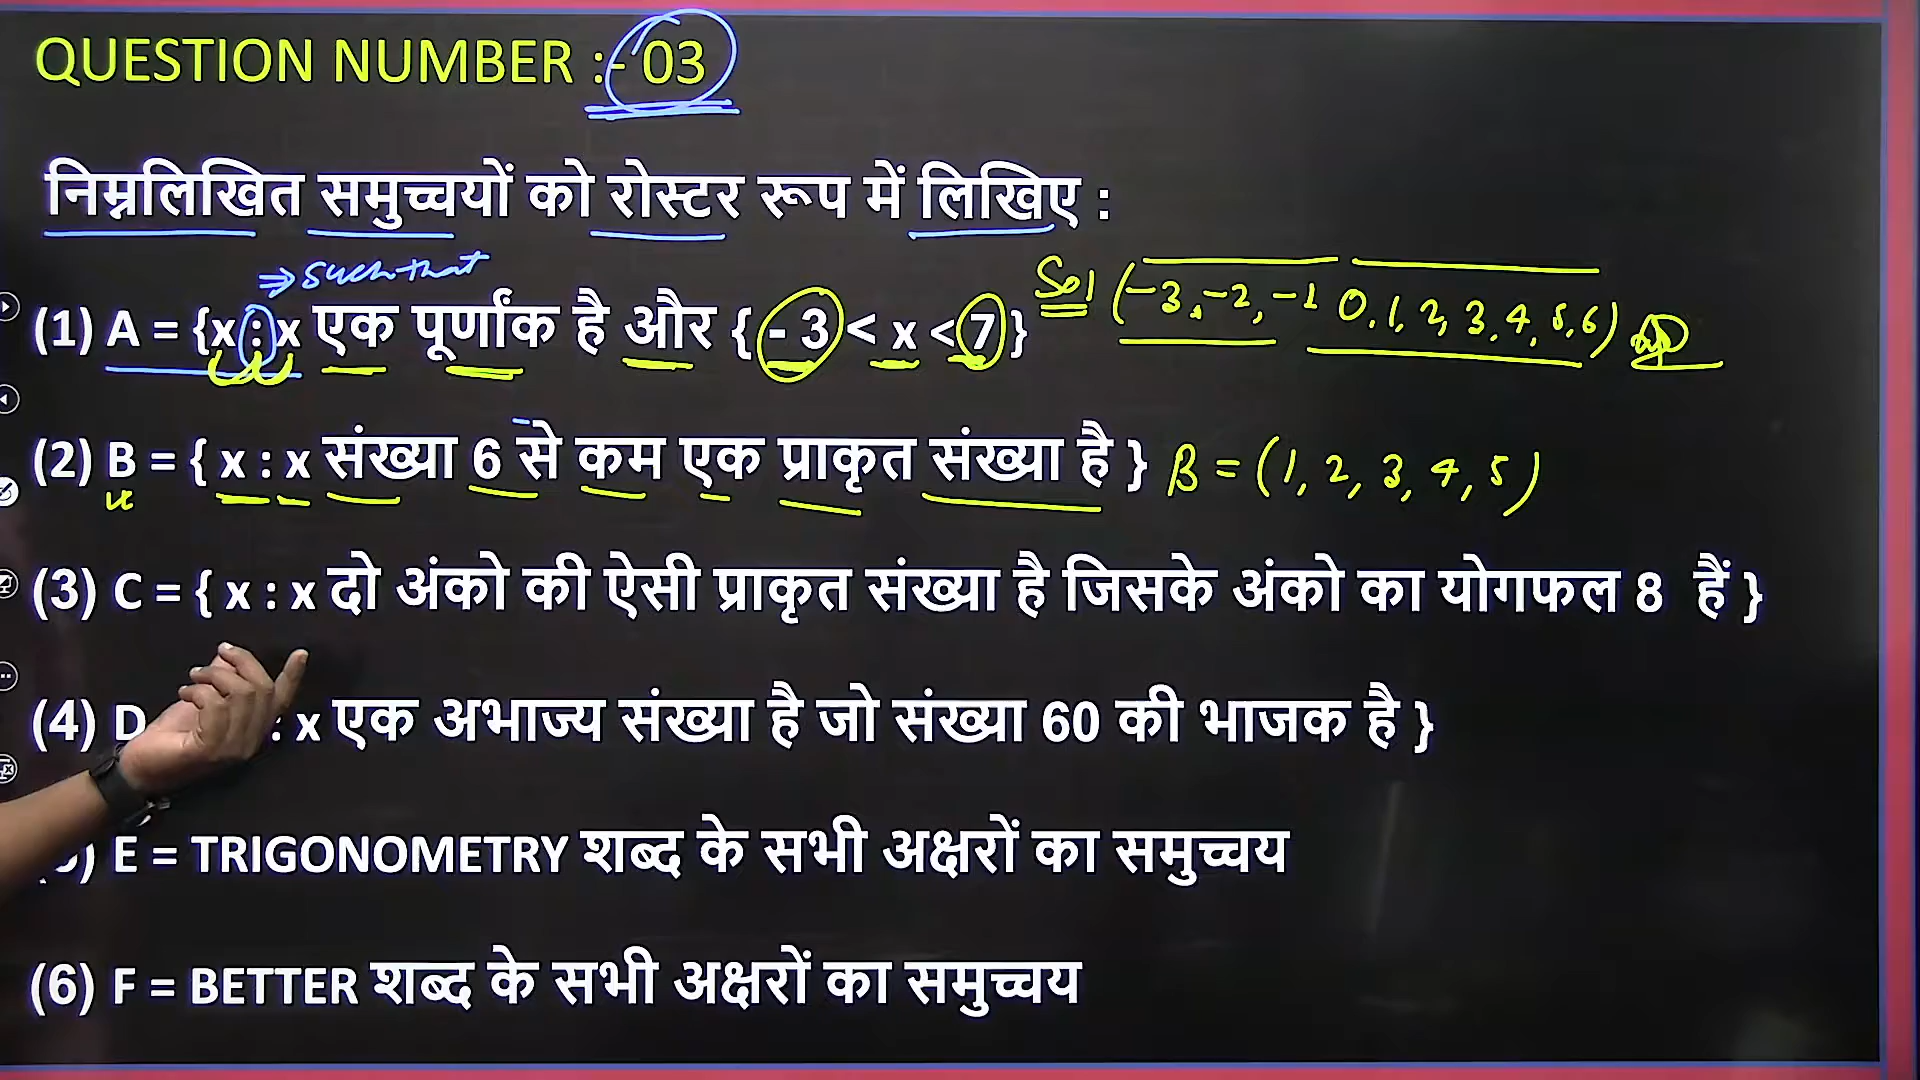 QUESTION NUMBER :- 03
निम्नलिखित समुच्चयों को रोस्टर रूप में लिखिए :
⇒ such that
(1) A = {x : x एक पूर्णांक है और { - 3 < x < 7 } Sol (-3, -2, -1 0, 1, 2, 3, 4, 5, 6)
(2) B = { x : x संख्या 6 से कम एक प्राकृत संख्या है } B = (1, 2, 3, 4, 5)
(3) C = { x : x दो अंको की ऐसी प्राकृत संख्या है जिसके अंको का योगफल 8 हैं }
(4) D : x एक अभाज्य संख्या है जो संख्या 60 की भाजक है }
) E = TRIGONOMETRY शब्द के सभी अक्षरों का समुच्चय
(6) F = BETTER शब्द के सभी अक्षरों का समुच्चय